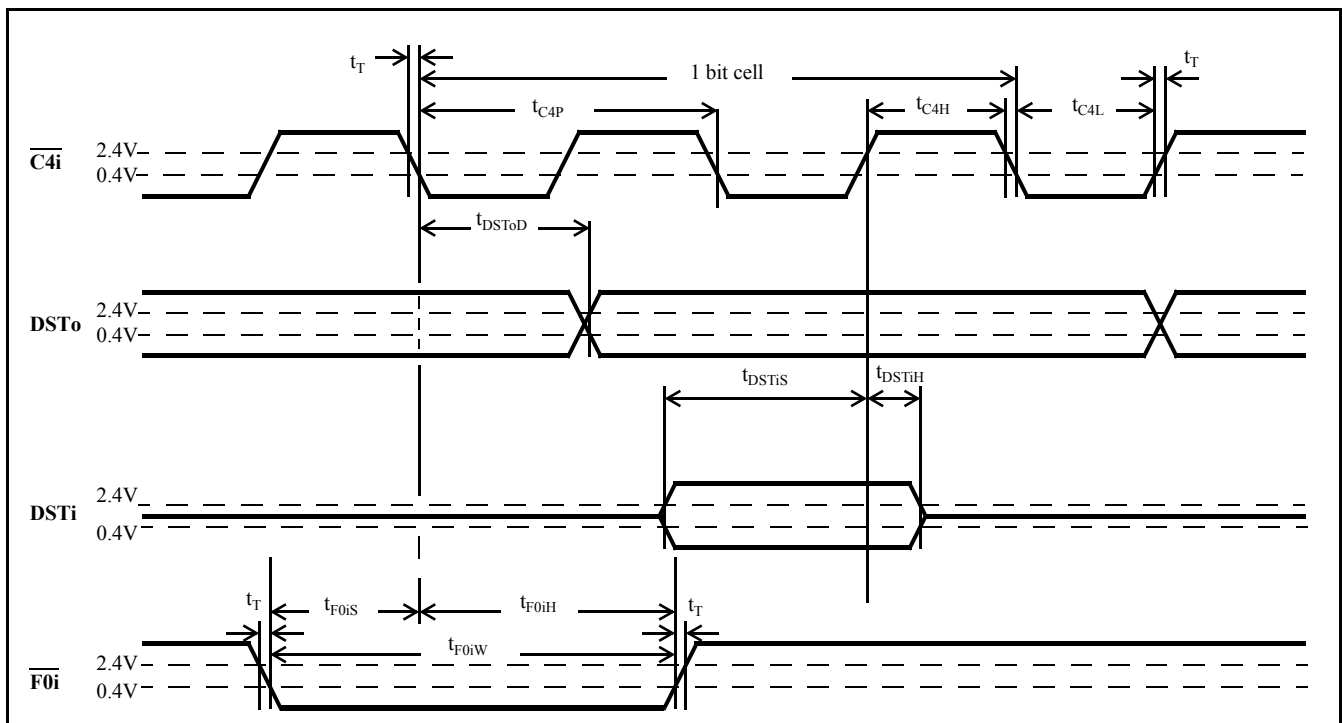 tT
1 bit cell
tT
tC4P
tC4H
tC4L
C4i
2.4V
0.4V
tDSToD
DSTo
2.4V
0.4V
tDSTiS
tDSTiH
DSTi
2.4V
0.4V
tT
tF0iS
tF0iH
tT
tF0iW
F0i
2.4V
0.4V